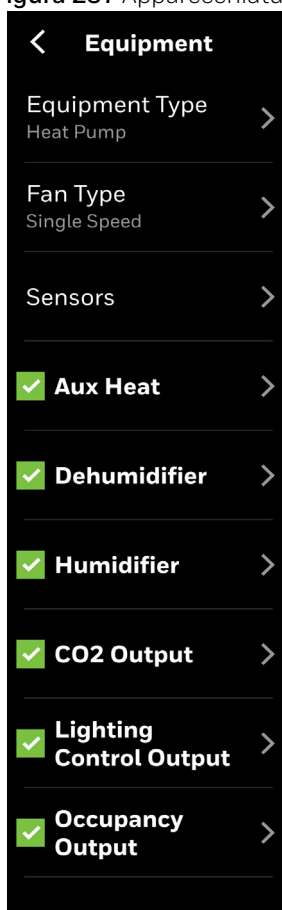 Equipment
Equipment Type
Heat Pump
Fan Type
Single Speed
Sensors
Aux Heat
Dehumidifier
Humidifier
CO2 Output
Lighting
Control Output
Occupancy
Output